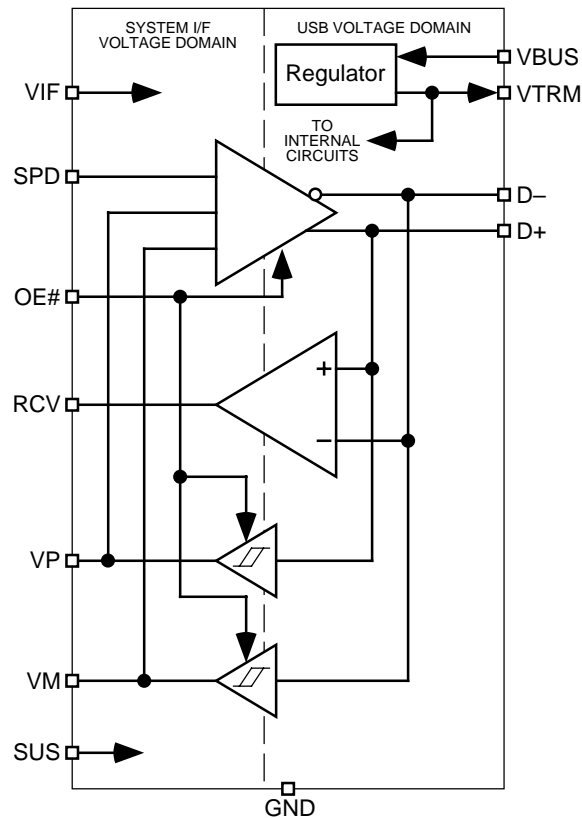 SYSTEM I/F
VOLTAGE DOMAIN
USB VOLTAGE DOMAIN
Regulator
VBUS
VIF
VTRM
TO
INTERNAL
CIRCUITS
SPD
D–
D+
OE#
RCV
+
–
VP
VM
SUS
GND